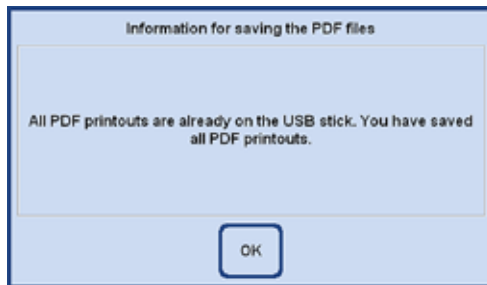 Information for saving the PDF files
All PDF printouts are already on the USB stick. You have saved
all PDF printouts.
OK